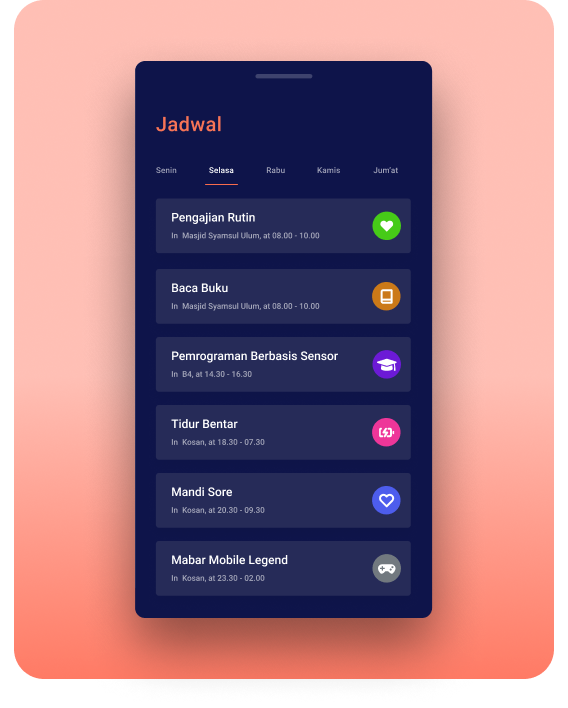 Jadwal
Senin Selasa Rabu Kamis Jum'at
Pengajian Rutin
In Masjid Syamsul Ulum, at 08.00 - 10.00
Baca Buku
In Masjid Syamsul Ulum, at 08.00 - 10.00
Pemrograman Berbasis Sensor
In B4, at 14.30 - 16.30
Tidur Bentar
In Kosan, at 18.30 - 07.30
Mandi Sore
In Kosan, at 20.30 - 09.30
Mabar Mobile Legend
In Kosan, at 23.30 - 02.00